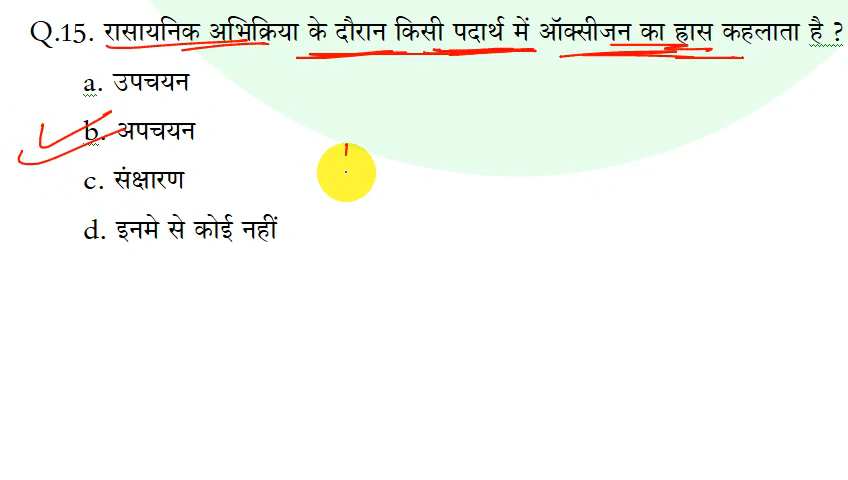 Q.15. रासायनिक अभिक्रिया के दौरान किसी पदार्थ में ऑक्सीजन का ह्रास कहलाता है ?
a. उपचयन
b. अपचयन
c. संक्षारण
d. इनमे से कोई नहीं